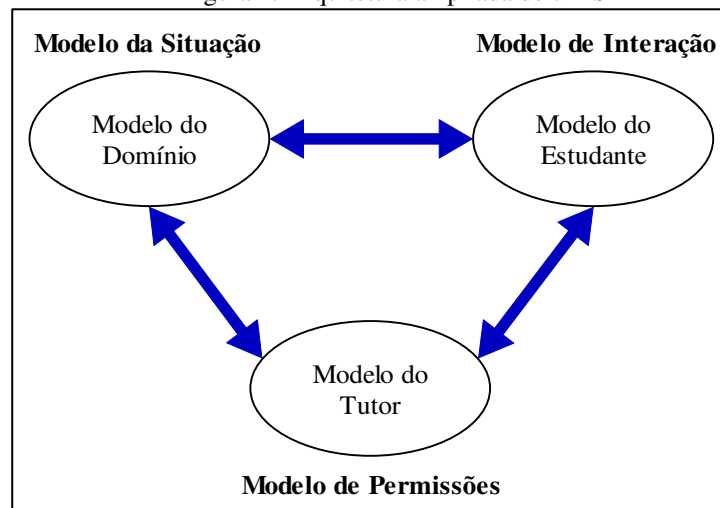 Modelo da Situação
Modelo de Interação
Modelo do
Domínio
Modelo do
Estudante
Modelo do
Tutor
Modelo de Permissões